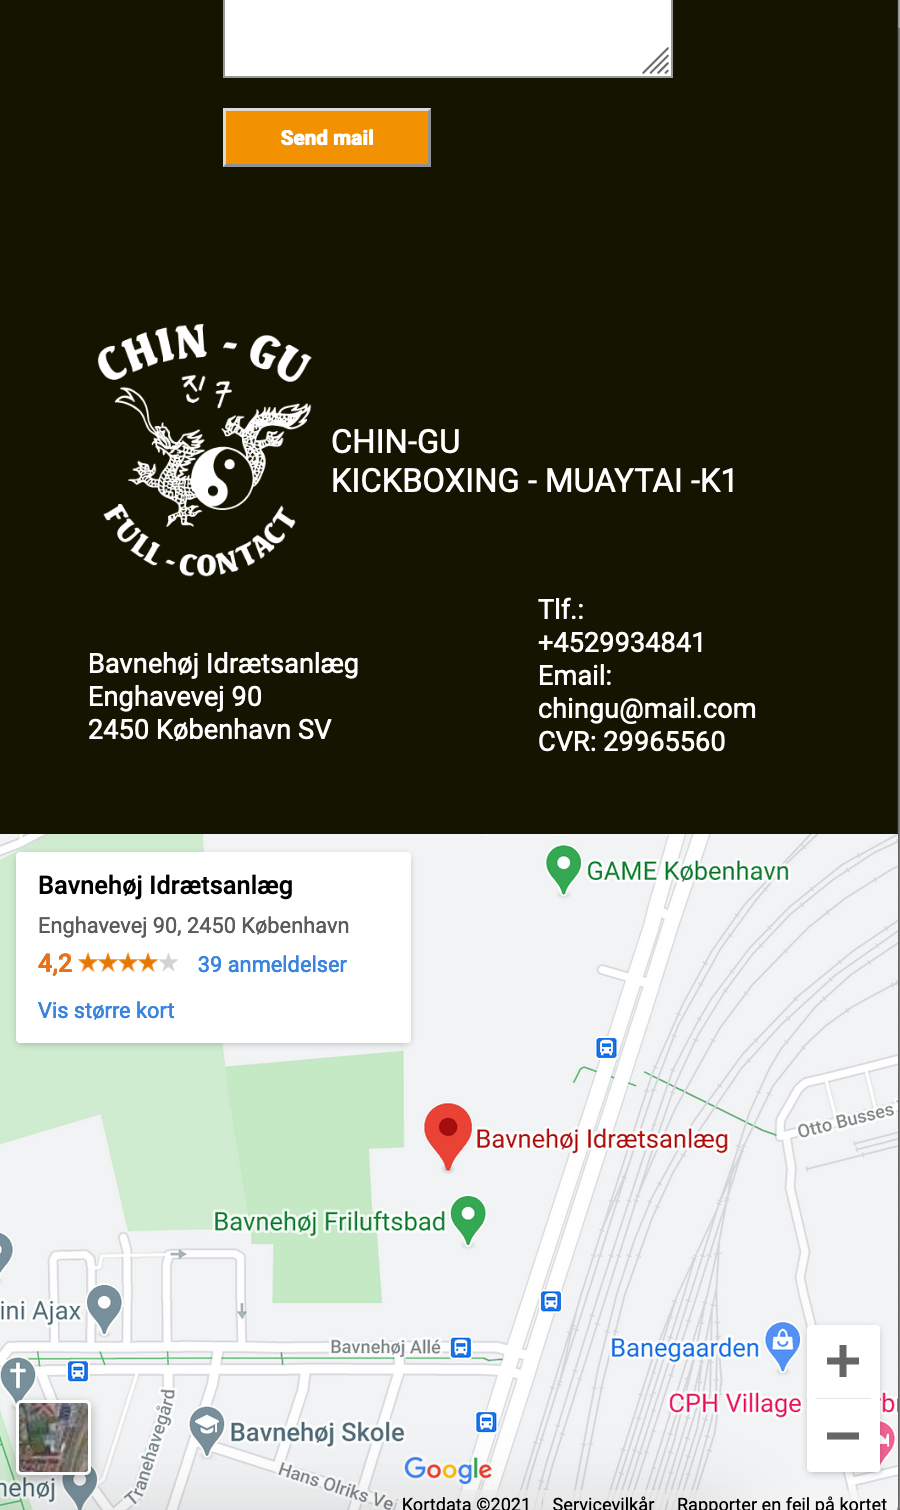 Send mail
CHIN - GU
진구
FULL - CONTACT
CHIN-GU
KICKBOXING - MUAYTAI -K1
Bavnehøj Idrætsanlæg
Enghavevej 90
2450 København SV
Tlf.:
+4529934841
Email:
chingu@mail.com
CVR: 29965560
Bavnehøj Idrætsanlæg
Enghavevej 90, 2450 København
4,2 39 anmeldelser
Vis større kort
GAME København
Otto Busses
Bavnehøj Idrætsanlæg
Bavnehøj Friluftsbad
ini Ajax
Bavnehøj Allé
Banegaarden
CPH Village
Tranehavegård
Bavnehøj Skole
Hans Olriks Ve
nehøj
Google
Kortdata ©2021 Servicevilkår Rapporter en fejl på kortet